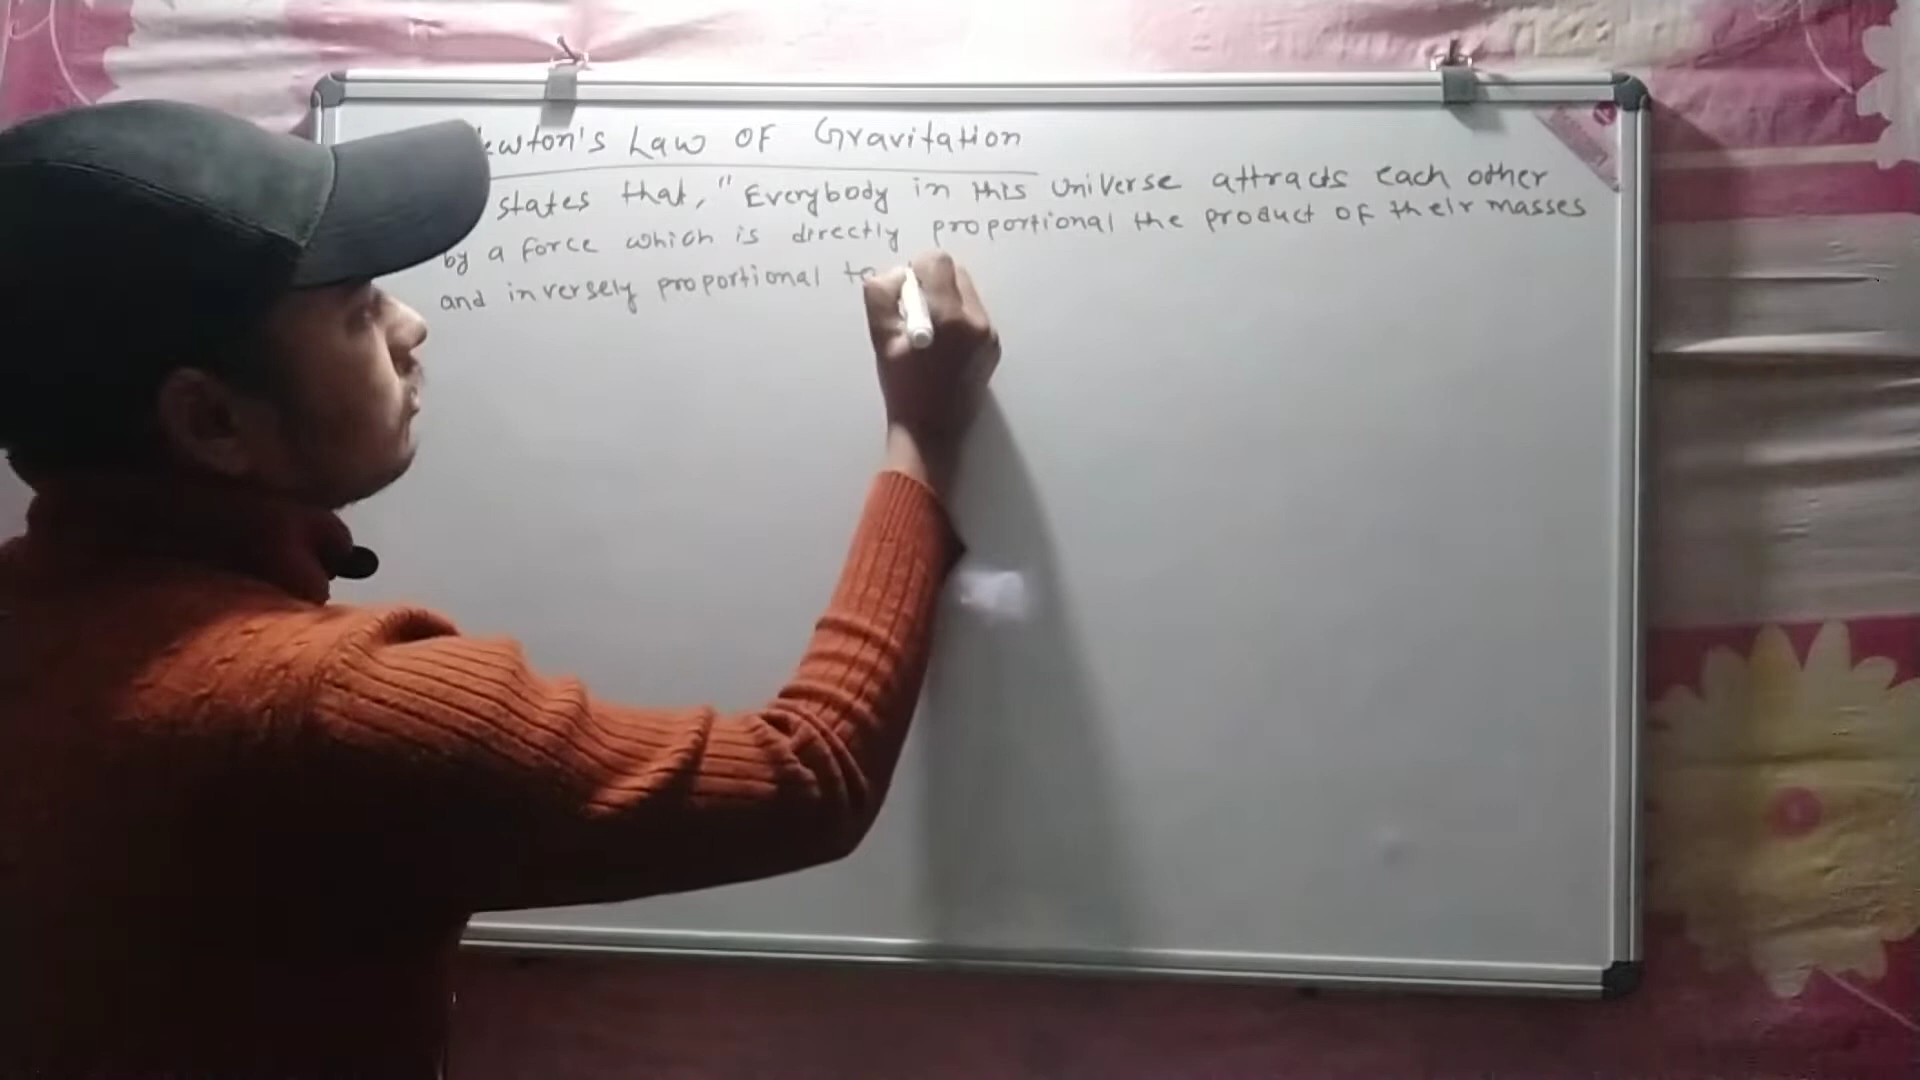 Law OF Gravitation
states that, "Everybody in this universe attracts each other
by a force which is directly proportional the product of their masses
and inversely proportional to